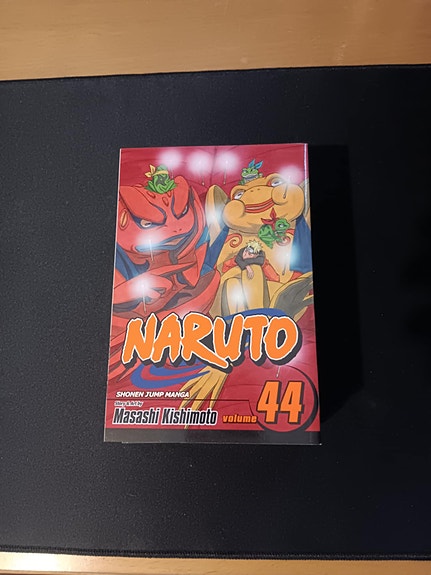 NARUTO
SHONEN JUMP MANGA
Story & Art by
Masashi Kishimoto
volume 44